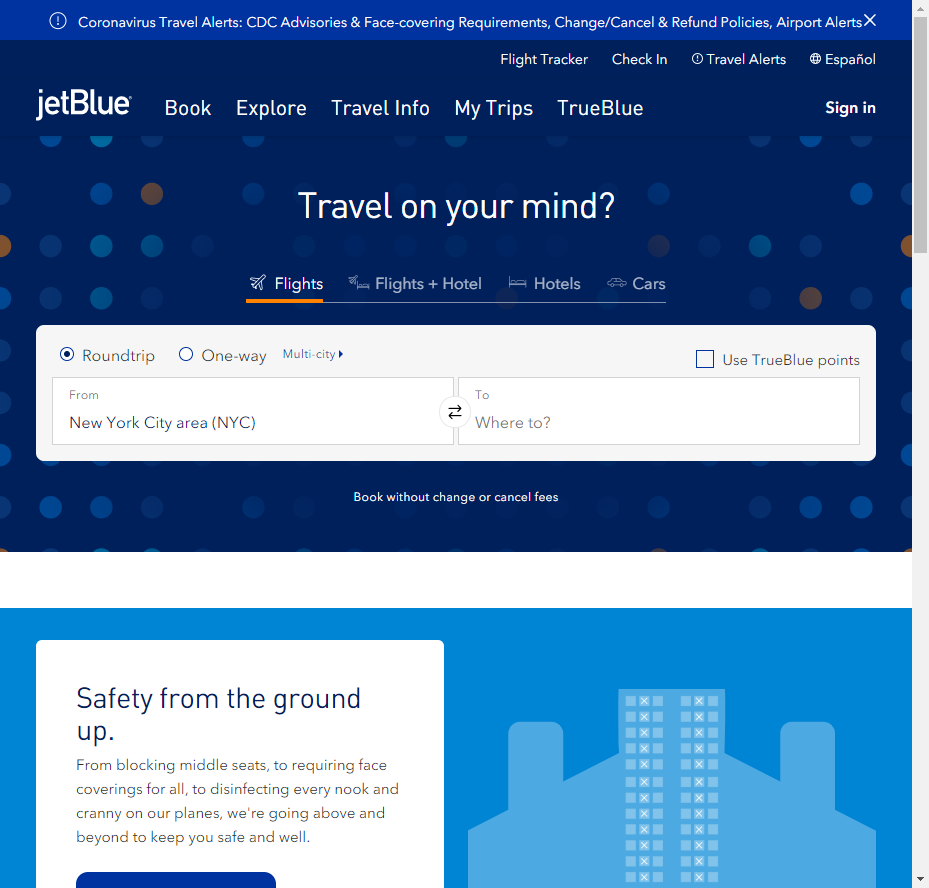 Coronavirus Travel Alerts: CDC Advisories & Face-covering Requirements, Change/Cancel & Refund Policies, Airport Alerts
Flight Tracker Check In Travel Alerts Español
jetBlue Book Explore Travel Info My Trips TrueBlue Sign in
Travel on your mind?
Flights Flights + Hotel Hotels Cars
Roundtrip One-way Multi-city Use TrueBlue points
From To
New York City area (NYC) Where to?
Book without change or cancel fees
Safety from the ground
up.
From blocking middle seats, to requiring face
coverings for all, to disinfecting every nook and
cranny on our planes, we're going above and
beyond to keep you safe and well.